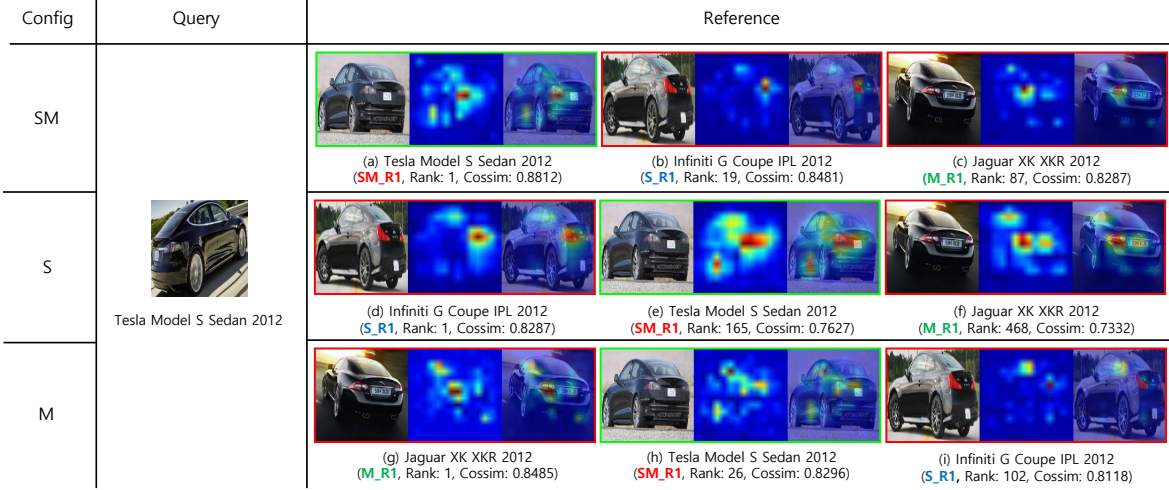 Config Query Reference
SM
(a) Tesla Model S Sedan 2012
(SM_R1, Rank: 1, Cossim: 0.8812)
(b) Infiniti G Coupe IPL 2012
(S_R1, Rank: 19, Cossim: 0.8481)
(c) Jaguar XK XKR 2012
(M_R1, Rank: 87, Cossim: 0.8287)
Tesla Model S Sedan 2012
S
(d) Infiniti G Coupe IPL 2012
(S_R1, Rank: 1, Cossim: 0.8287)
(e) Tesla Model S Sedan 2012
(SM_R1, Rank: 165, Cossim: 0.7627)
(f) Jaguar XK XKR 2012
(M_R1, Rank: 468, Cossim: 0.7332)
M
(g) Jaguar XK XKR 2012
(M_R1, Rank: 1, Cossim: 0.8485)
(h) Tesla Model S Sedan 2012
(SM_R1, Rank: 26, Cossim: 0.8296)
(i) Infiniti G Coupe IPL 2012
(S_R1, Rank: 102, Cossim: 0.8118)